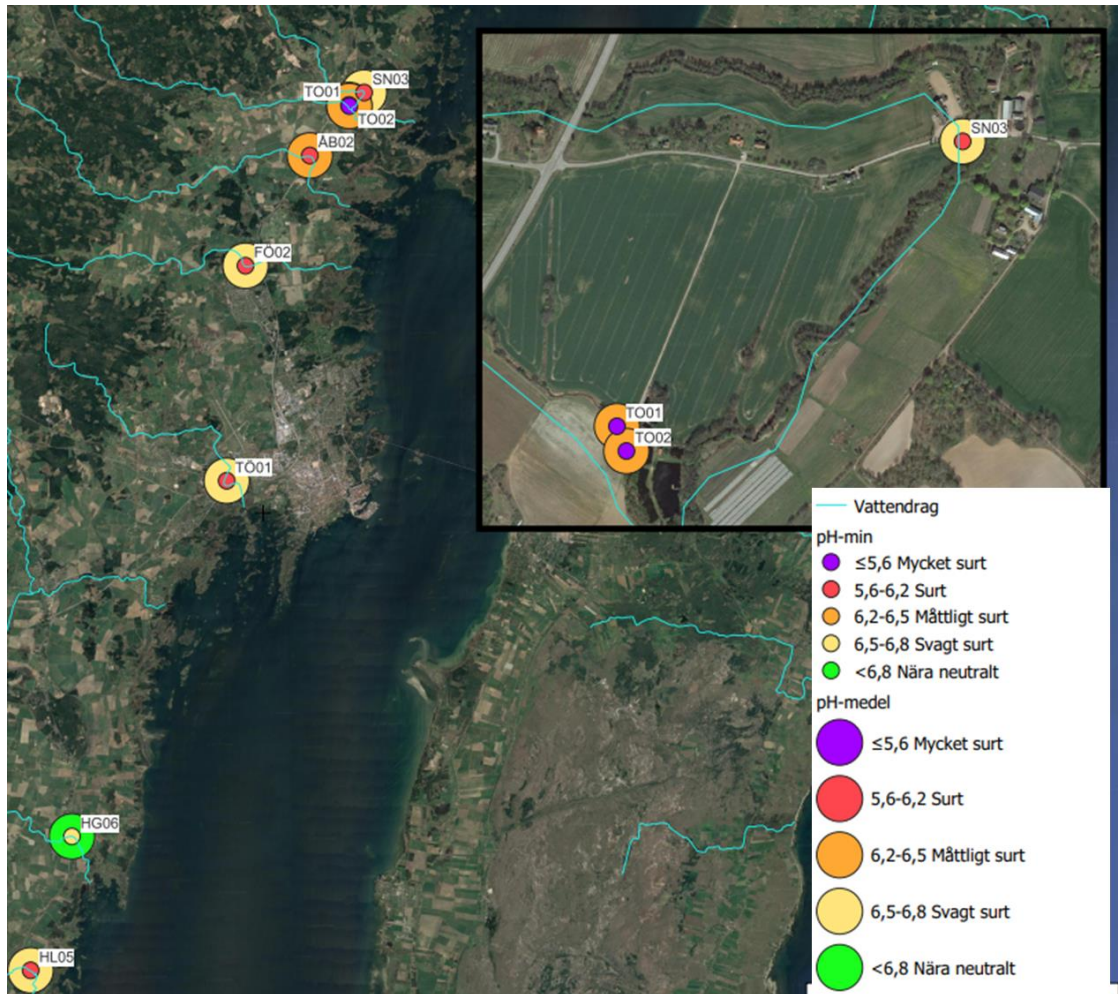 SN03
TO01
TO02
ÅB02
FÖ02
TÖ01
HG06
HL05
SN03
TO01
TO02
Vattendrag
pH-min
≤5,6 Mycket surt
5,6-6,2 Surt
6,2-6,5 Måttligt surt
6,5-6,8 Svagt surt
<6,8 Nära neutralt
pH-medel
≤5,6 Mycket surt
5,6-6,2 Surt
6,2-6,5 Måttligt surt
6,5-6,8 Svagt surt
<6,8 Nära neutralt